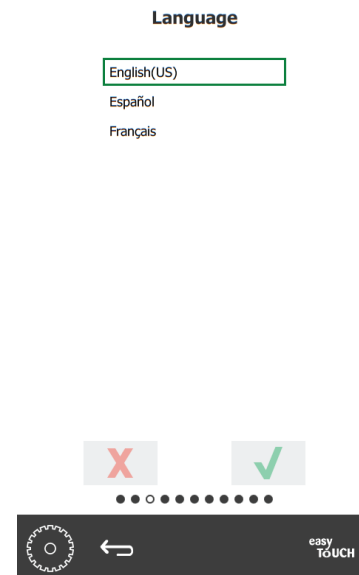 Language
English(US)
Español
Français
X
easy
TOUCH